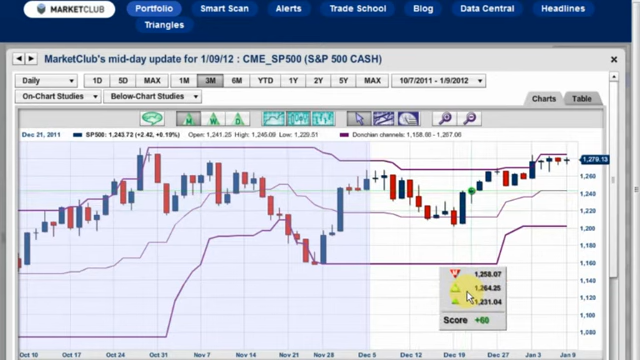 MARKETCLUB
Portfolio Smart Scan Alerts Trade School Blog Data Central Headlines
Triangles
MarketClub's mid-day update for 1/09/12 : CME_SP500 (S&P 500 CASH)
Daily 1D 5D MAX 1M 3M 6M YTD 1Y 2Y 5Y MAX 10/7/2011 - 1/9/2012
On-Chart Studies Below-Chart Studies
Charts Table
M W D
Dec 21, 2011 SP500: 1,243.72 (+2.42, +0.19%) Open: 1,241.25 High: 1,245.09 Low: 1,229.51 Donchian channels: 1,158.66 - 1,267.06
1,279.13
1,260
1,240
1,220
1,200
1,180
1,160
1,140
1,120
1,100
1,080
M 1,258.07
1,264.25
1,231.04
Score +60
Oct 10 Oct 17 Oct 24 Oct 31 Nov 7 Nov 14 Nov 21 Nov 28 Dec 5 Dec 12 Dec 19 Dec 27 Jan 3 Jan 9